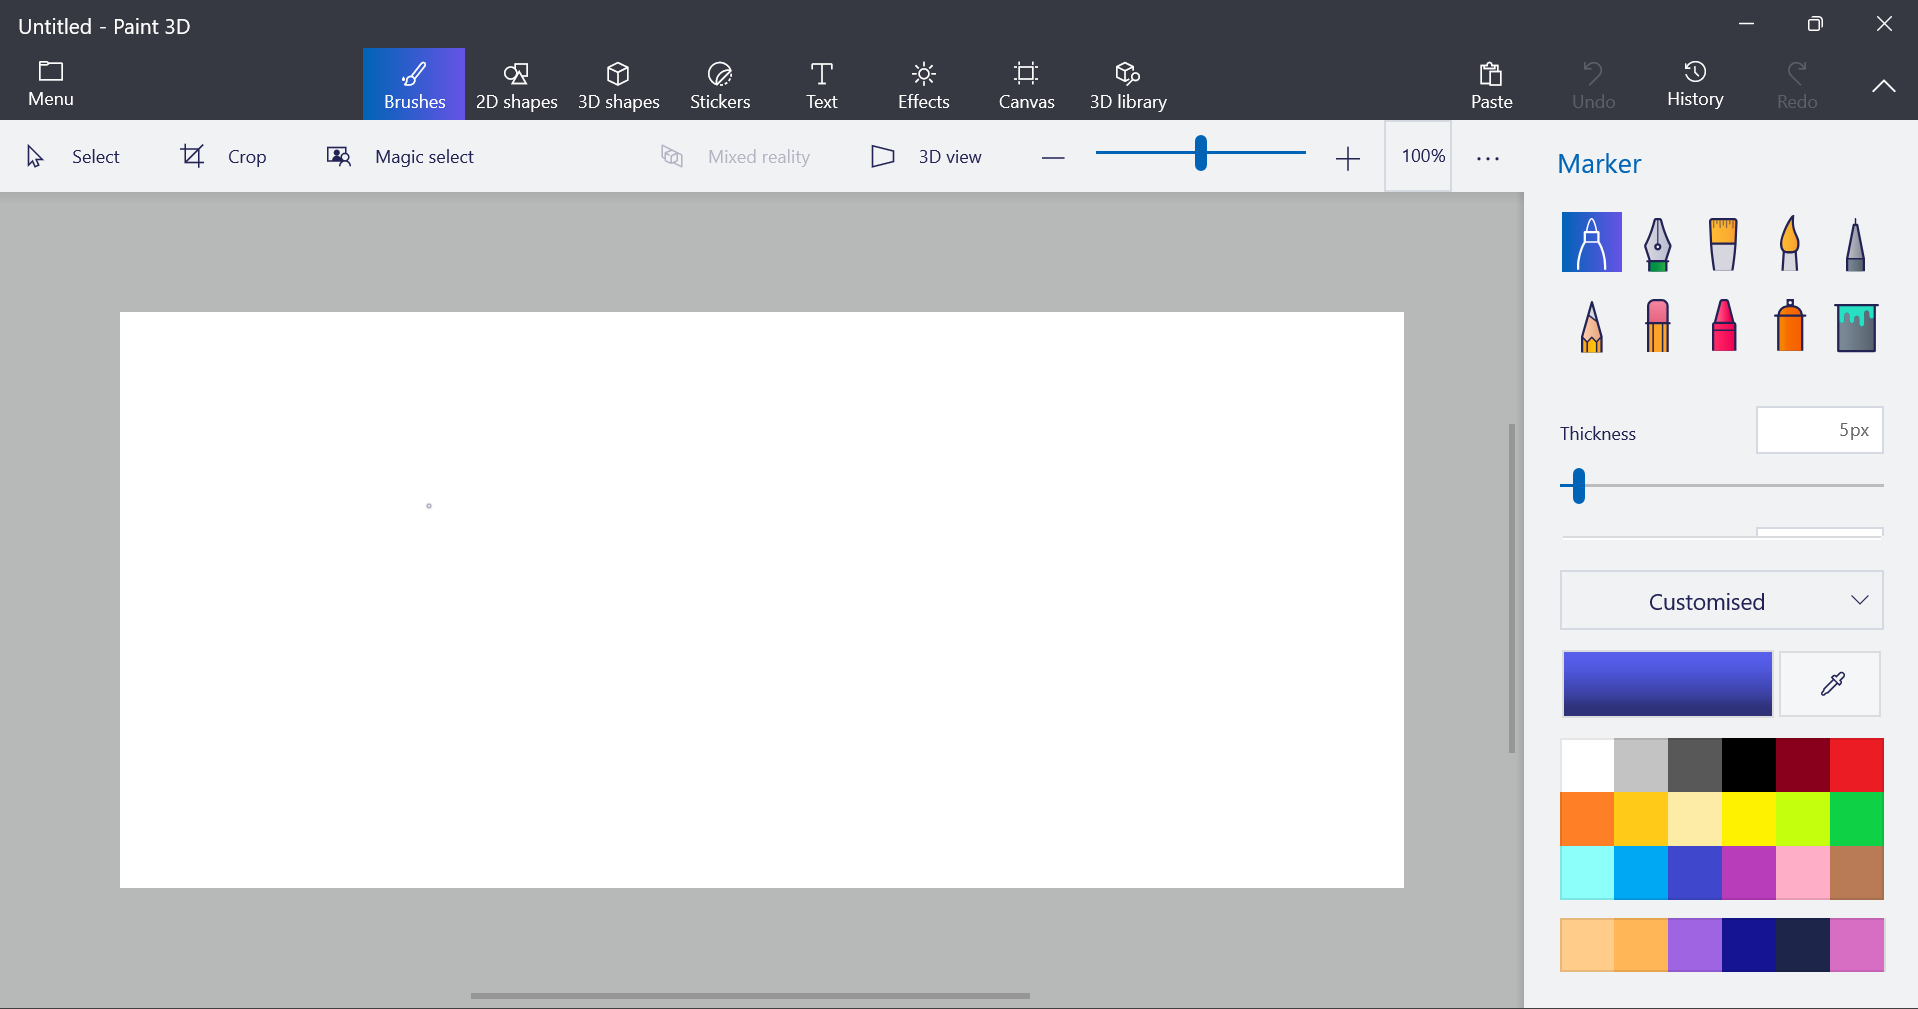 Untitled - Paint 3D
Menu
Brushes
2D shapes
3D shapes
Stickers
Text
Effects
Canvas
3D library
Paste
Undo
History
Redo
Select
Crop
Magic select
Mixed reality
3D view
100%
Marker
Thickness
5px
Customised